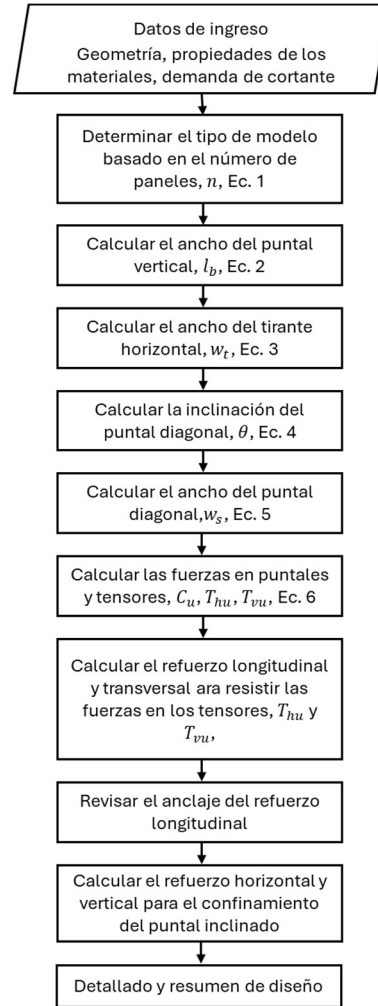 Datos de ingreso
Geometría, propiedades de los
materiales, demanda de cortante
Determinar el tipo de modelo
basado en el número de
paneles, n, Ec. 1
Calcular el ancho del puntal
vertical, l_b, Ec. 2
Calcular el ancho del tirante
horizontal, w_t, Ec. 3
Calcular la inclinación del
puntal diagonal, θ, Ec. 4
Calcular el ancho del puntal
diagonal,w_s, Ec. 5
Calcular las fuerzas en puntales
y tensores, C_u, T_hu, T_vu, Ec. 6
Calcular el refuerzo longitudinal
y transversal ara resistir las
fuerzas en los tensores, T_hu y
T_vu,
Revisar el anclaje del refuerzo
longitudinal
Calcular el refuerzo horizontal y
vertical para el confinamiento
del puntal inclinado
Detallado y resumen de diseño